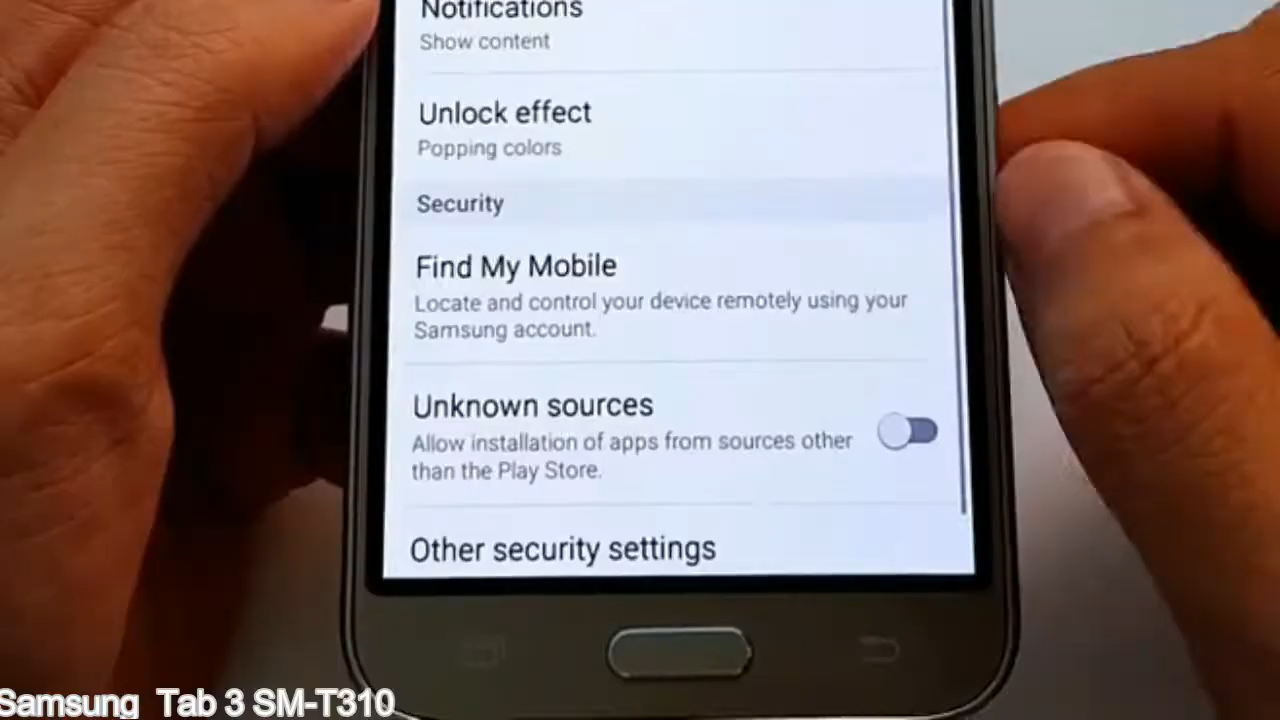 Notifications
Show content
Unlock effect
Popping colors
Security
Find My Mobile
Locate and control your device remotely using your
Samsung account.
Unknown sources
Allow installation of apps from sources other
than the Play Store.
Other security settings
Samsung Tab 3 SM-T310